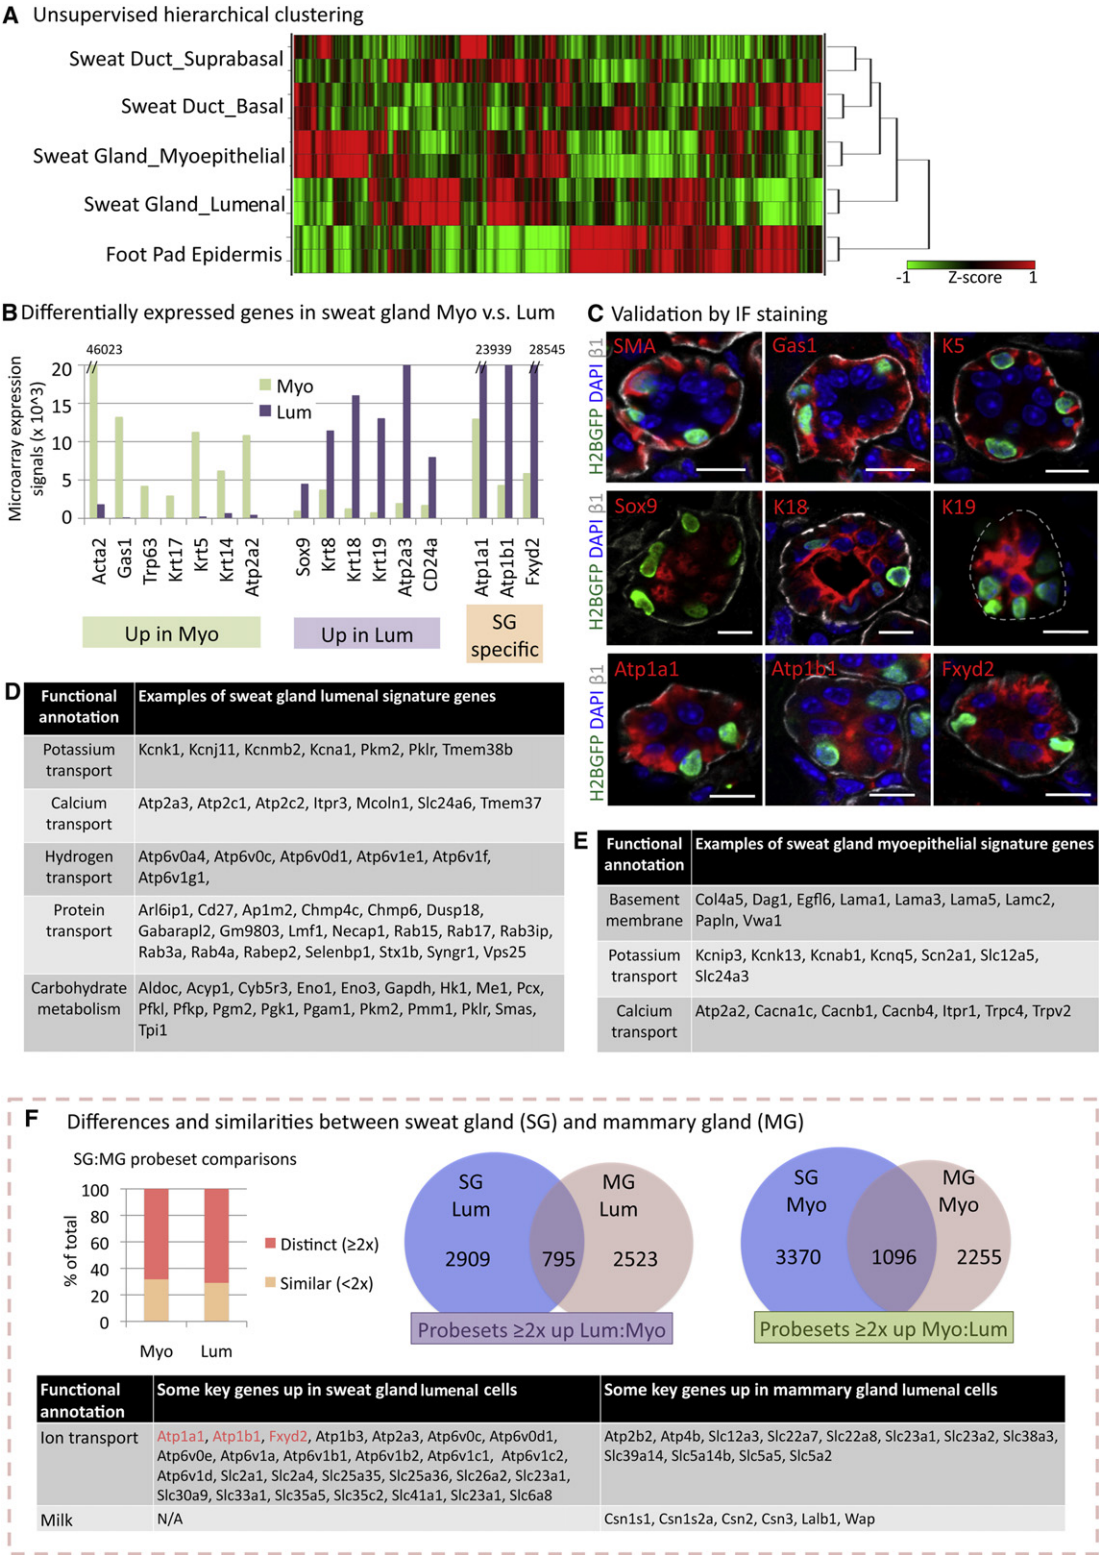 A Unsupervised hierarchical clustering
Sweat Duct_Suprabasal
Sweat Duct_Basal
Sweat Gland_Myoepithelial
Sweat Gland_Lumenal
Foot Pad Epidermis
-1 Z-score 1
B Differentially expressed genes in sweat gland Myo v.s. Lum
46023 23939 28545
Microarray expression
signals (x 10^3)
20
15
10
5
0
Myo
Lum
Acta2
Gas1
Trp63
Krt17
Krt5
Krt14
Atp2a2
Sox9
Krt8
Krt18
Krt19
Atp2a3
CD24a
Atp1a1
Atp1b1
Fxyd2
Up in Myo
Up in Lum
SG
specific
C Validation by IF staining
H2BGFP DAPI β1
SMA
Gas1
K5
H2BGFP DAPI β1
Sox9
K18
K19
H2BGFP DAPI β1
Atp1a1
Atp1b1
Fxyd2
D
Functional
annotation
Examples of sweat gland lumenal signature genes
Potassium
transport
Kcnk1, Kcnj11, Kcnmb2, Kcna1, Pkm2, Pklr, Tmem38b
Calcium
transport
Atp2a3, Atp2c1, Atp2c2, Itpr3, Mcoln1, Slc24a6, Tmem37
Hydrogen
transport
Atp6v0a4, Atp6v0c, Atp6v0d1, Atp6v1e1, Atp6v1f,
Atp6v1g1,
Protein
transport
Arl6ip1, Cd27, Ap1m2, Chmp4c, Chmp6, Dusp18,
Gabarapl2, Gm9803, Lmf1, Necap1, Rab15, Rab17, Rab3ip,
Rab3a, Rab4a, Rabep2, Selenbp1, Stx1b, Syngr1, Vps25
Carbohydrate
metabolism
Aldoc, Acyp1, Cyb5r3, Eno1, Eno3, Gapdh, Hk1, Me1, Pcx,
Pfkl, Pfkp, Pgm2, Pgk1, Pgam1, Pkm2, Pmm1, Pklr, Smas,
Tpi1
E
Functional
annotation
Examples of sweat gland myoepithelial signature genes
Basement
membrane
Col4a5, Dag1, Egfl6, Lama1, Lama3, Lama5, Lamc2,
Papln, Vwa1
Potassium
transport
Kcnip3, Kcnk13, Kcnab1, Kcnq5, Scn2a1, Slc12a5,
Slc24a3
Calcium
transport
Atp2a2, Cacna1c, Cacnb1, Cacnb4, Itpr1, Trpc4, Trpv2
F Differences and similarities between sweat gland (SG) and mammary gland (MG)
SG:MG probeset comparisons
% of total
100
80
60
40
20
0
Myo Lum
Distinct (≥2x)
Similar (<2x)
SG
Lum
MG
Lum
2909 795 2523
Probesets ≥2x up Lum:Myo
SG
Myo
MG
Myo
3370 1096 2255
Probesets ≥2x up Myo:Lum
Functional
annotation
Some key genes up in sweat gland lumenal cells
Some key genes up in mammary gland lumenal cells
Ion transport
Atp1a1, Atp1b1, Fxyd2, Atp1b3, Atp2a3, Atp6v0c, Atp6v0d1,
Atp6v0e, Atp6v1a, Atp6v1b1, Atp6v1b2, Atp6v1c1, Atp6v1c2,
Atp6v1d, Slc2a1, Slc2a4, Slc25a35, Slc25a36, Slc26a2, Slc23a1,
Slc30a9, Slc33a1, Slc35a5, Slc35c2, Slc41a1, Slc23a1, Slc6a8
Atp2b2, Atp4b, Slc12a3, Slc22a7, Slc22a8, Slc23a1, Slc23a2, Slc38a3,
Slc39a14, Slc5a14b, Slc5a5, Slc5a2
Milk
N/A
Csn1s1, Csn1s2a, Csn2, Csn3, Lalb1, Wap